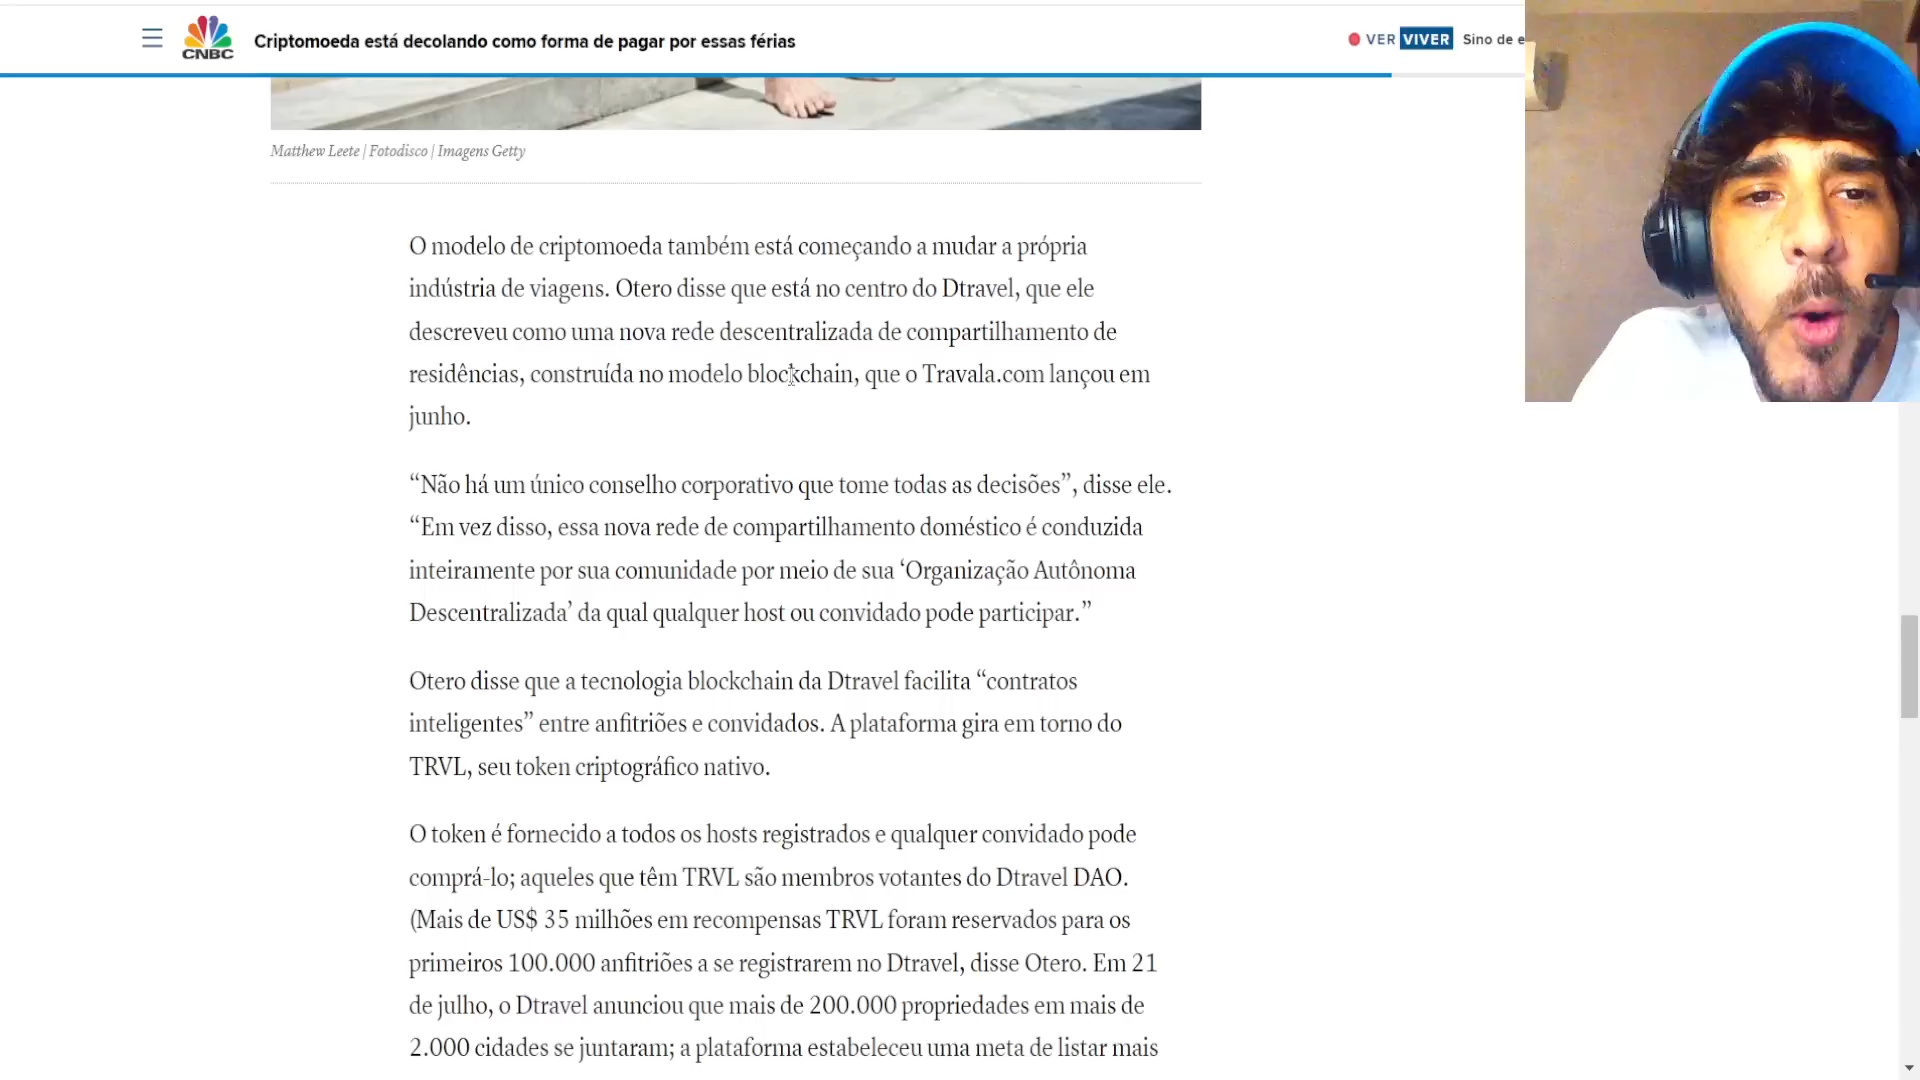 CNBC
Criptomoeda está decolando como forma de pagar por essas férias
VER VIVER
Sino de e
Matthew Leete | Fotodisco | Imagens Getty
O modelo de criptomoeda também está começando a mudar a própria
indústria de viagens. Otero disse que está no centro do Dtravel, que ele
descreveu como uma nova rede descentralizada de compartilhamento de
residências, construída no modelo blockchain, que o Travala.com lançou em
junho.
“Não há um único conselho corporativo que tome todas as decisões”, disse ele.
“Em vez disso, essa nova rede de compartilhamento doméstico é conduzida
inteiramente por sua comunidade por meio de sua ‘Organização Autônoma
Descentralizada’ da qual qualquer host ou convidado pode participar.”
Otero disse que a tecnologia blockchain da Dtravel facilita “contratos
inteligentes” entre anfitriões e convidados. A plataforma gira em torno do
TRVL, seu token criptográfico nativo.
O token é fornecido a todos os hosts registrados e qualquer convidado pode
comprá-lo; aqueles que têm TRVL são membros votantes do Dtravel DAO.
(Mais de US$ 35 milhões em recompensas TRVL foram reservados para os
primeiros 100.000 anfitriões a se registrarem no Dtravel, disse Otero. Em 21
de julho, o Dtravel anunciou que mais de 200.000 propriedades em mais de
2.000 cidades se juntaram; a plataforma estabeleceu uma meta de listar mais